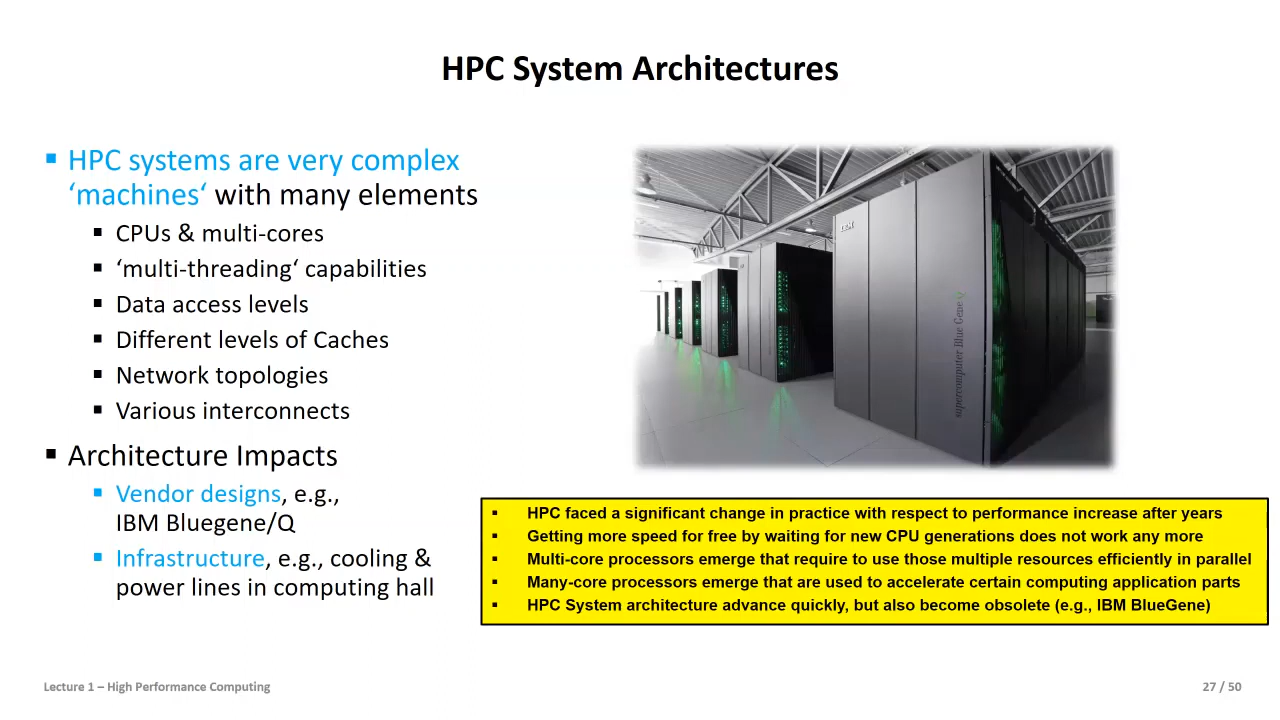 HPC System Architectures
▪ HPC systems are very complex
‘machines‘ with many elements
▪ CPUs & multi-cores
▪ ‘multi-threading‘ capabilities
▪ Data access levels
▪ Different levels of Caches
▪ Network topologies
▪ Various interconnects
▪ Architecture Impacts
▪ Vendor designs, e.g.,
IBM Bluegene/Q
▪ Infrastructure, e.g., cooling &
power lines in computing hall
IBM
supercomputer Blue Gene
▪ HPC faced a significant change in practice with respect to performance increase after years
▪ Getting more speed for free by waiting for new CPU generations does not work any more
▪ Multi-core processors emerge that require to use those multiple resources efficiently in parallel
▪ Many-core processors emerge that are used to accelerate certain computing application parts
▪ HPC System architecture advance quickly, but also become obsolete (e.g., IBM BlueGene)
Lecture 1 – High Performance Computing
27 / 50